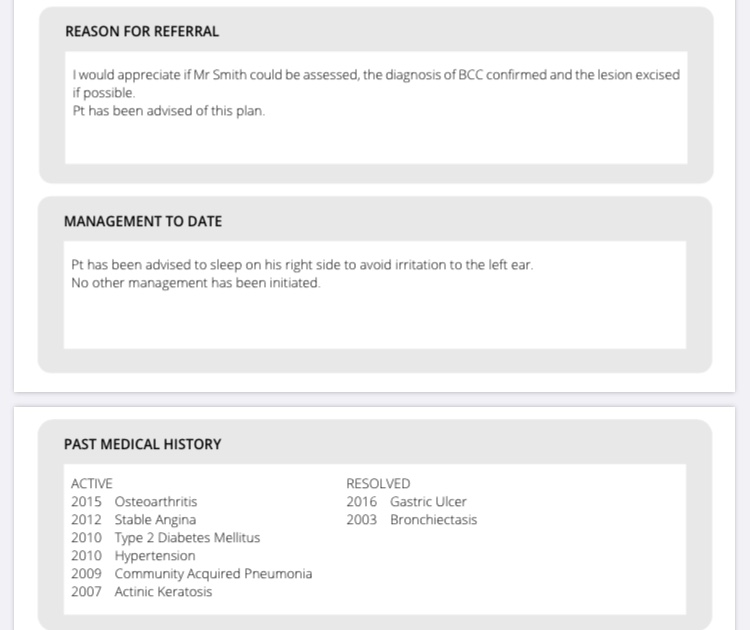 REASON FOR REFERRAL
I would appreciate if Mr Smith could be assessed, the diagnosis of BCC confirmed and the lesion excised
if possible.
Pt has been advised of this plan.
MANAGEMENT TO DATE
Pt has been advised to sleep on his right side to avoid irritation to the left ear.
No other management has been initiated.
PAST MEDICAL HISTORY
ACTIVE
2015 Osteoarthritis
2012 Stable Angina
2010 Type 2 Diabetes Mellitus
2010 Hypertension
2009 Community Acquired Pneumonia
2007 Actinic Keratosis
RESOLVED
2016 Gastric Ulcer
2003 Bronchiectasis